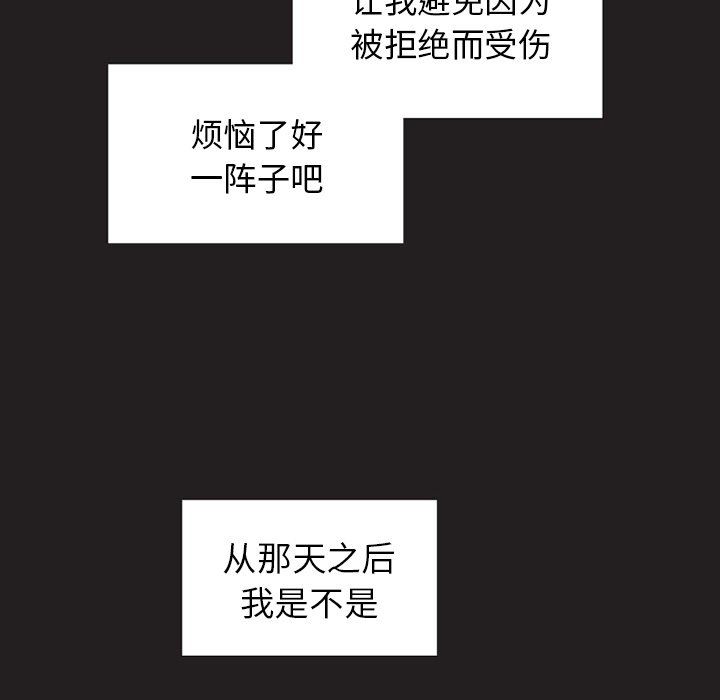 让我避免因为
被拒绝而受伤
烦恼了好
一阵子吧
从那天之后
我是不是